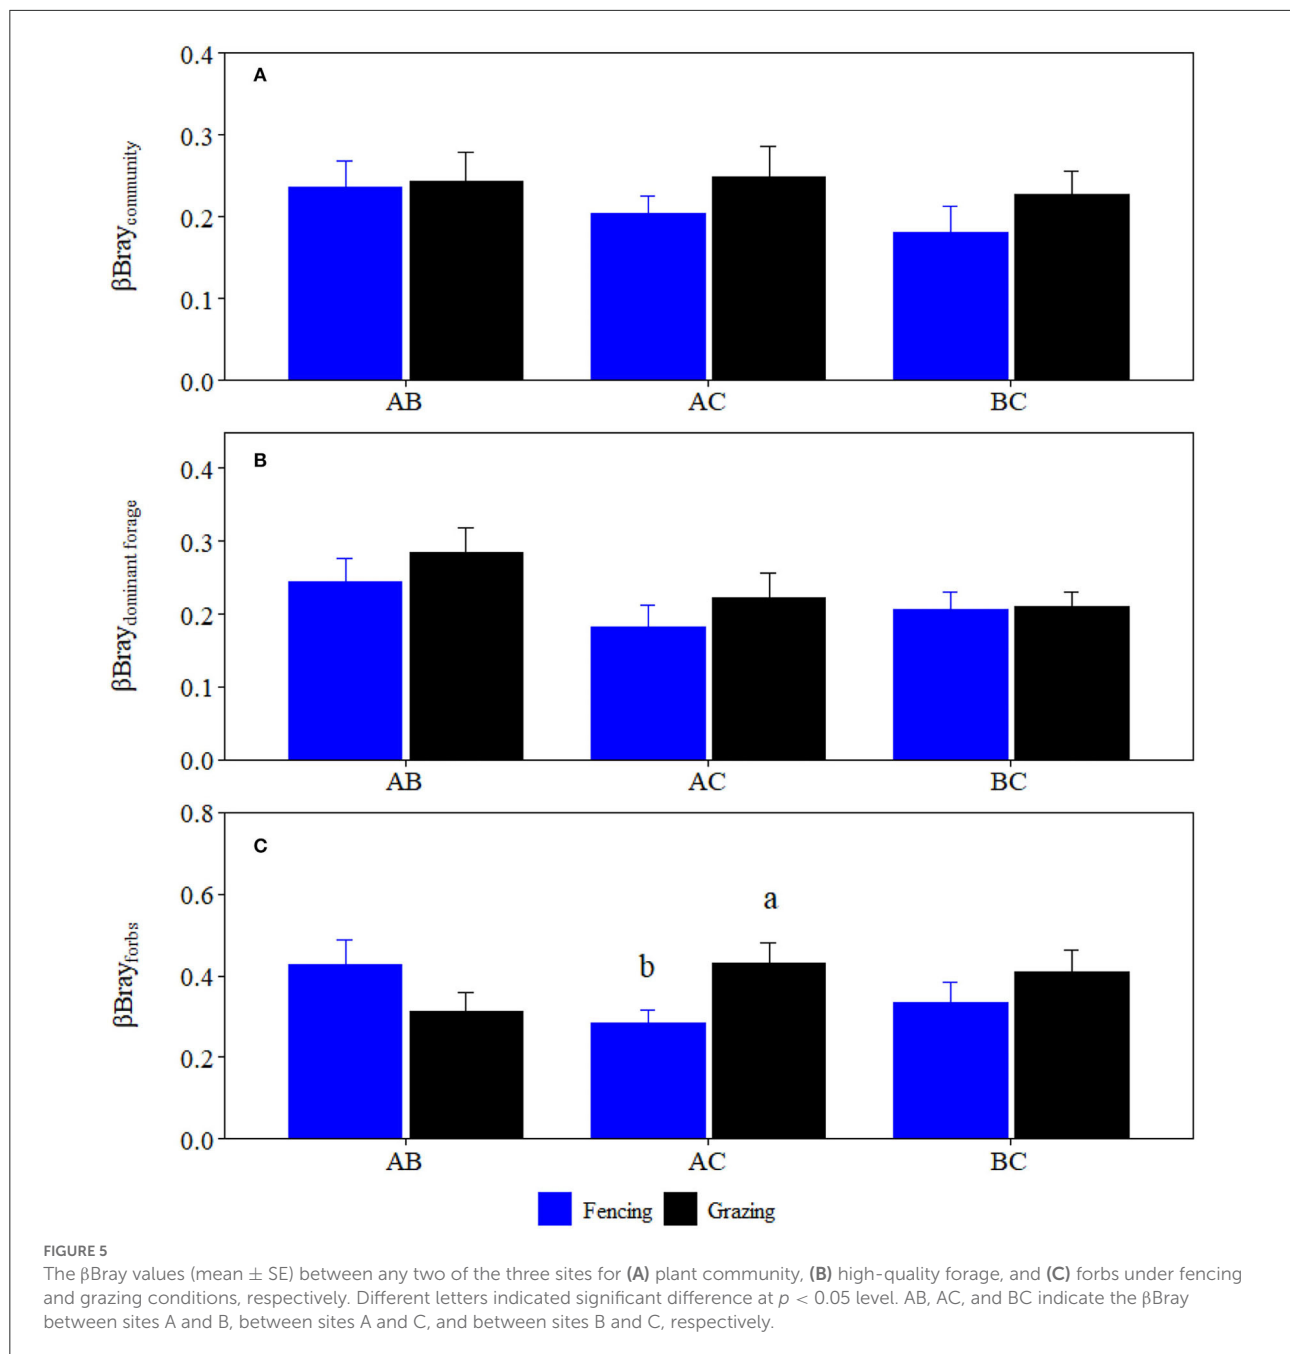 0.4
A
0.3
0.2
0.1
0.0
βBraycommunity
AB AC BC
B
0.4
0.3
0.2
0.1
0.0
βBraydominant forage
AB AC BC
0.8
C
0.6
a
b
0.4
0.2
0.0
βBrayforbs
AB AC BC
Fencing Grazing
FIGURE 5
The βBray values (mean ± SE) between any two of the three sites for (A) plant community, (B) high-quality forage, and (C) forbs under fencing
and grazing conditions, respectively. Different letters indicated significant difference at p < 0.05 level. AB, AC, and BC indicate the βBray
between sites A and B, between sites A and C, and between sites B and C, respectively.